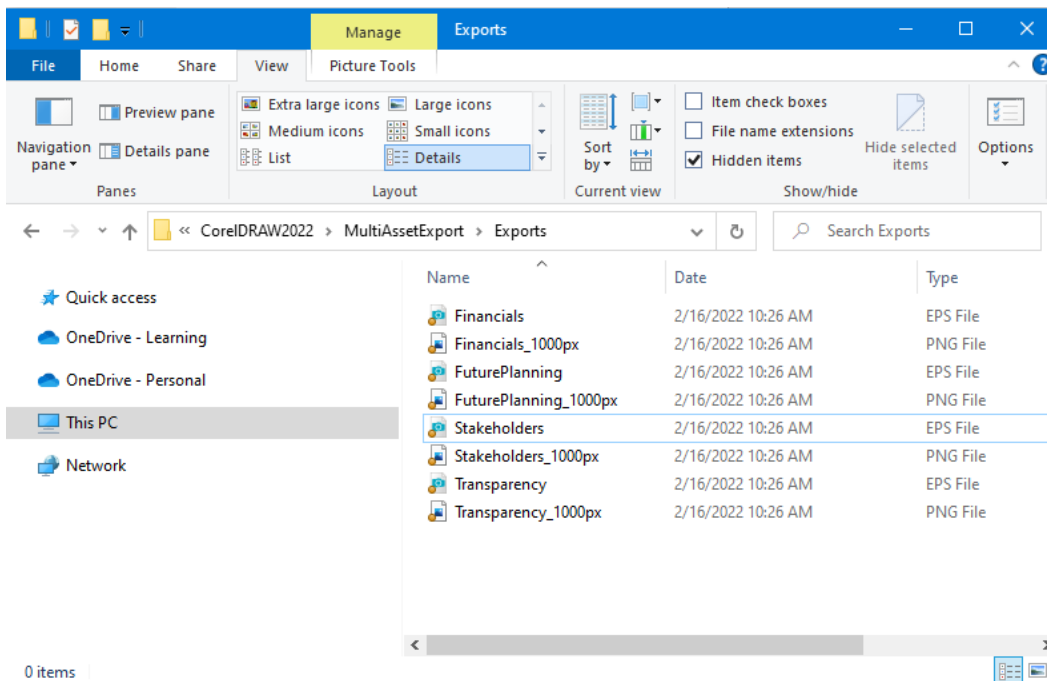 Manage Exports
File Home Share View Picture Tools
Preview pane Extra large icons Large icons Item check boxes
Medium icons Small icons File name extensions
Navigation pane Details pane List Details Sort by Hidden items Hide selected items Options
Panes Layout Current view Show/hide
« CorelDRAW2022 > MultiAssetExport > Exports Search Exports
Name Date Type
Quick access
OneDrive - Learning
OneDrive - Personal
This PC
Network
Financials 2/16/2022 10:26 AM EPS File
Financials_1000px 2/16/2022 10:26 AM PNG File
FuturePlanning 2/16/2022 10:26 AM EPS File
FuturePlanning_1000px 2/16/2022 10:26 AM PNG File
Stakeholders 2/16/2022 10:26 AM EPS File
Stakeholders_1000px 2/16/2022 10:26 AM PNG File
Transparency 2/16/2022 10:26 AM EPS File
Transparency_1000px 2/16/2022 10:26 AM PNG File
0 items